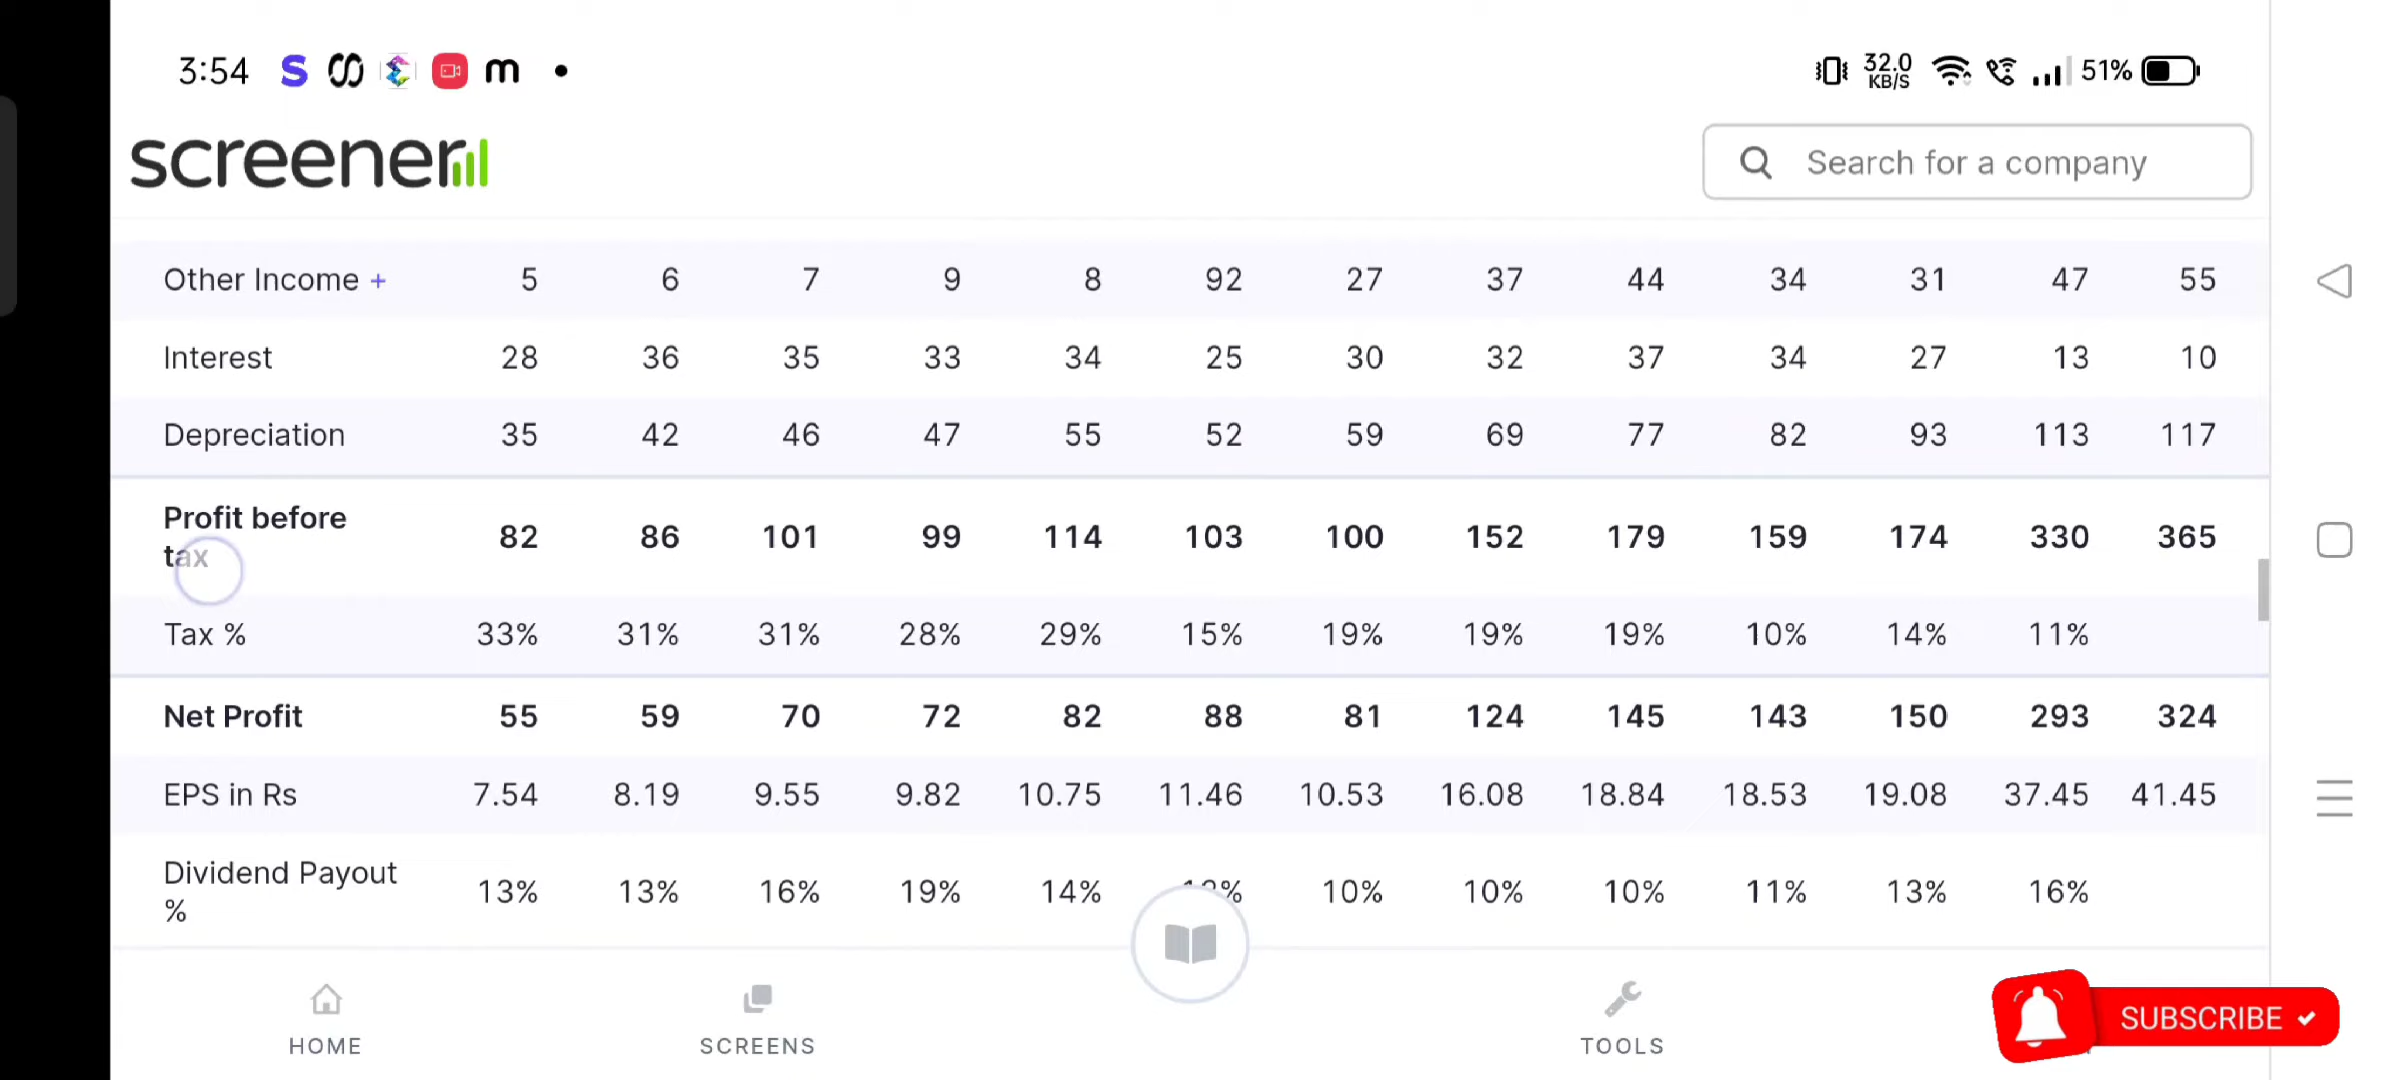 3:54 S m 32.0 KB/S 51%
screener Search for a company
Other Income + 5 6 7 9 8 92 27 37 44 34 31 47 55
Interest 28 36 35 33 34 25 30 32 37 34 27 13 10
Depreciation 35 42 46 47 55 52 59 69 77 82 93 113 117
Profit before
tax 82 86 101 99 114 103 100 152 179 159 174 330 365
Tax % 33% 31% 31% 28% 29% 15% 19% 19% 19% 10% 14% 11%
Net Profit 55 59 70 72 82 88 81 124 145 143 150 293 324
EPS in Rs 7.54 8.19 9.55 9.82 10.75 11.46 10.53 16.08 18.84 18.53 19.08 37.45 41.45
Dividend Payout
% 13% 13% 16% 19% 14% 10% 10% 10% 11% 13% 16%
HOME SCREENS TOOLS
SUBSCRIBE